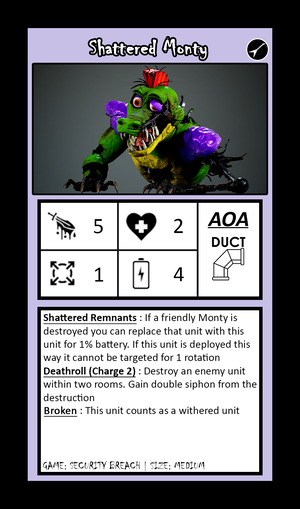 Shattered Monty
5
2
AOA
DUCT
1
4
Shattered Remnants : If a friendly Monty is
destroyed you can replace that unit with this
unit for 1% battery. If this unit is deployed this
way it cannot be targeted for 1 rotation
Deathroll (Charge 2) : Destroy an enemy unit
within two rooms. Gain double siphon from the
destruction
Broken : This unit counts as a withered unit
GAME: SECURITY BREACH | SIZE: MEDIUM